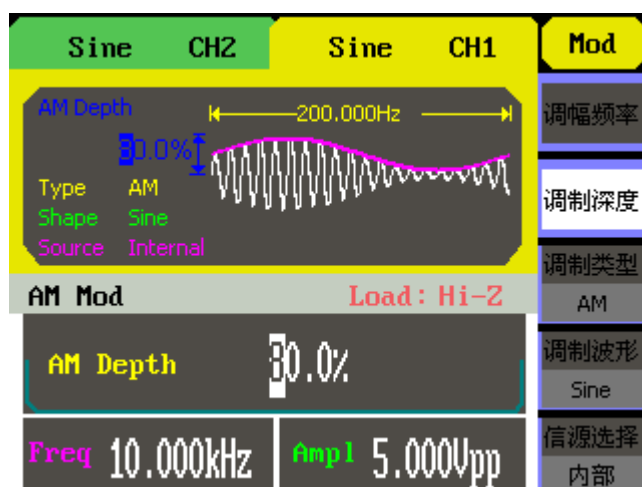 Sine CH2 Sine CH1 Mod
AM Depth
200.000Hz
80.0%
Type AM
Shape Sine
Source Internal
AM Mod Load: Hi-Z
AM Depth 80.0%
Freq 10.000kHz Ampl 5.000Vpp
调幅频率
调制深度
调制类型
AM
调制波形
Sine
信源选择
内部